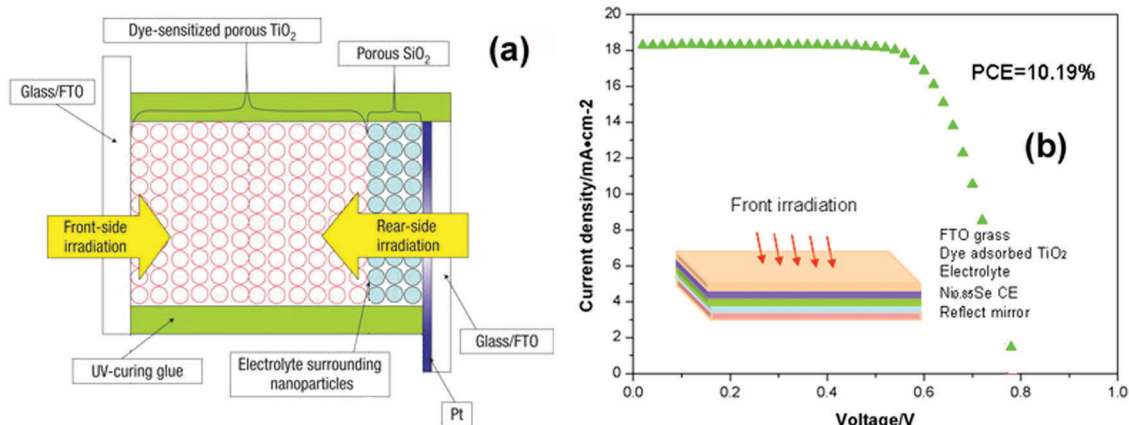 (a)
Dye-sensitized porous TiO2
Porous SiO2
Glass/FTO
Front-side
irradiation
Rear-side
irradiation
Glass/FTO
UV-curing glue
Electrolyte surrounding
nanoparticles
Pt
(b)
PCE=10.19%
Current density/mA•cm-2
20
18
16
14
12
10
8
6
4
2
0
Front irradiation
FTO grass
Dye adsorbed TiO2
Electrolyte
Ni0.85Se CE
Reflect mirror
0.0
0.2
0.4
0.6
0.8
1.0
Voltage/V